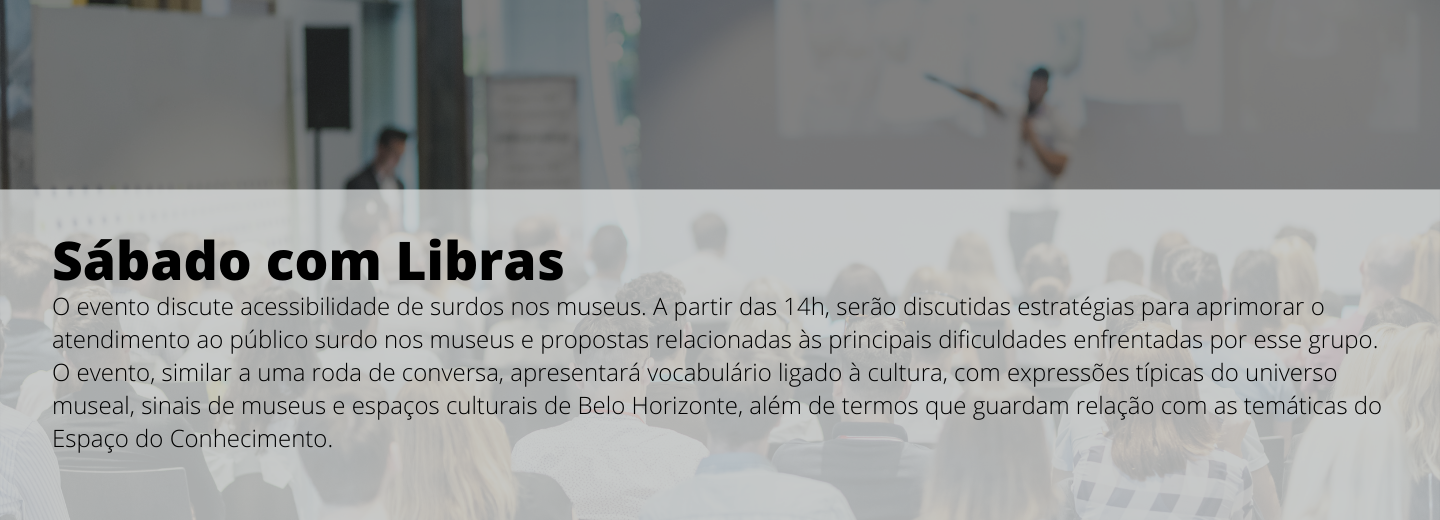 Sábado com Libras
O evento discute acessibilidade de surdos nos museus. A partir das 14h, serão discutidas estratégias para aprimorar o
atendimento ao público surdo nos museus e propostas relacionadas às principais dificuldades enfrentadas por esse grupo.
O evento, similar a uma roda de conversa, apresentará vocabulário ligado à cultura, com expressões típicas do universo
museal, sinais de museus e espaços culturais de Belo Horizonte, além de termos que guardam relação com as temáticas do
Espaço do Conhecimento.